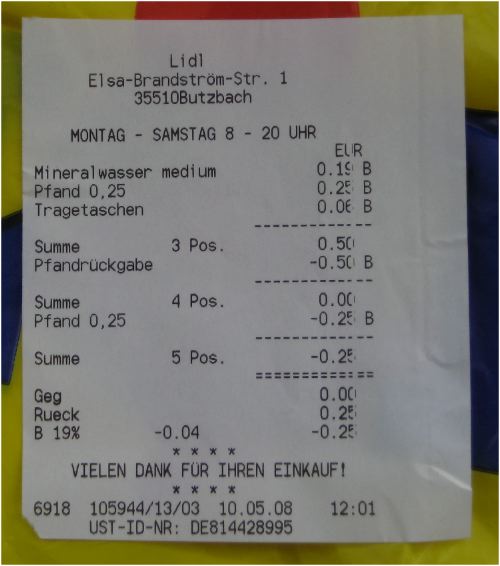 Lidl
Elsa-Brandström-Str. 1
35510Butzbach
MONTAG - SAMSTAG 8 - 20 UHR
EUR
Mineralwasser medium 0.19 B
Pfand 0,25 0.25 B
Tragetaschen 0.06 B
Summe 3 Pos. 0.50
Pfandrückgabe -0.50 B
Summe 4 Pos. 0.00
Pfand 0,25 -0.25 B
Summe 5 Pos. -0.25
Geg 0.00
Rueck 0.25
B 19% -0.04 -0.25
* * * *
VIELEN DANK FÜR IHREN EINKAUF!
* * * *
6918 105944/13/03 10.05.08 12:01
UST-ID-NR: DE814428995